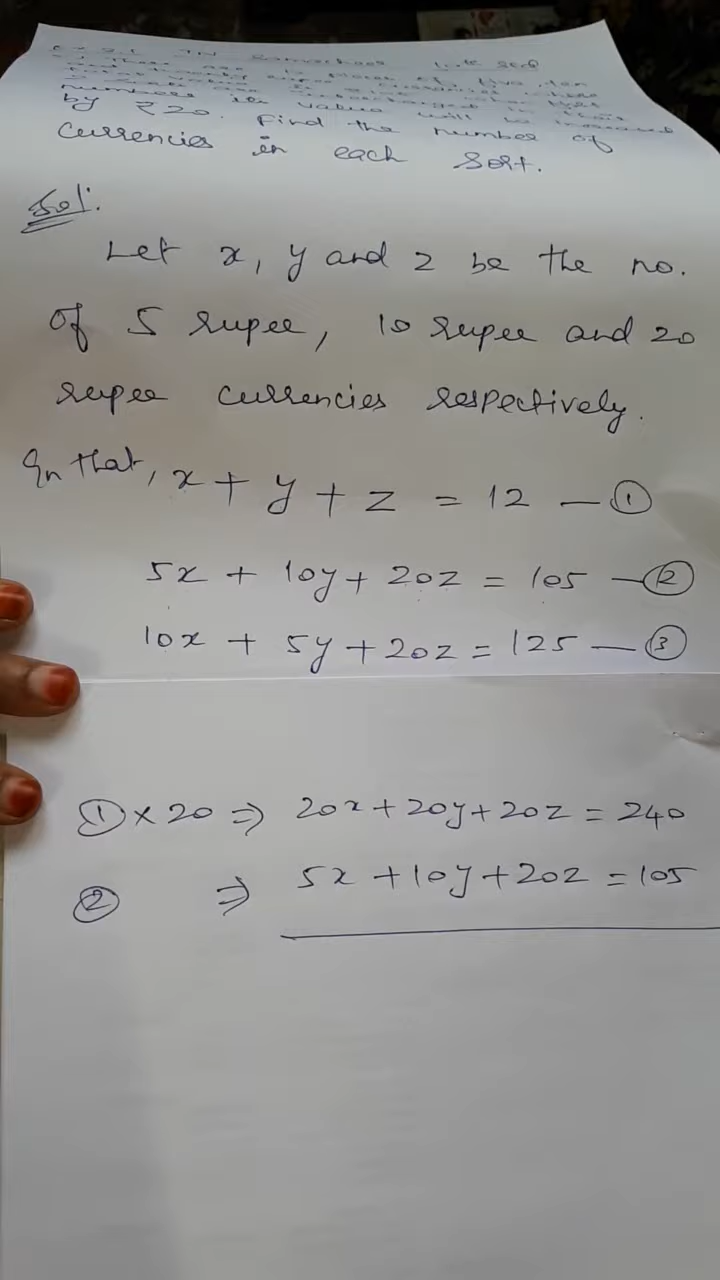 by ₹20. Find the number of
currencies in each sort.
Sol:
Let x, y and z be the no.
of 5 rupee, 10 rupee and 20
rupee currencies respectively.
In that, x + y + z = 12 — ①
5x + 10y + 20z = 105 — ②
10x + 5y + 20z = 125 — ③
① × 20 ⇒ 20x + 20y + 20z = 240
② ⇒ 5x + 10y + 20z = 105